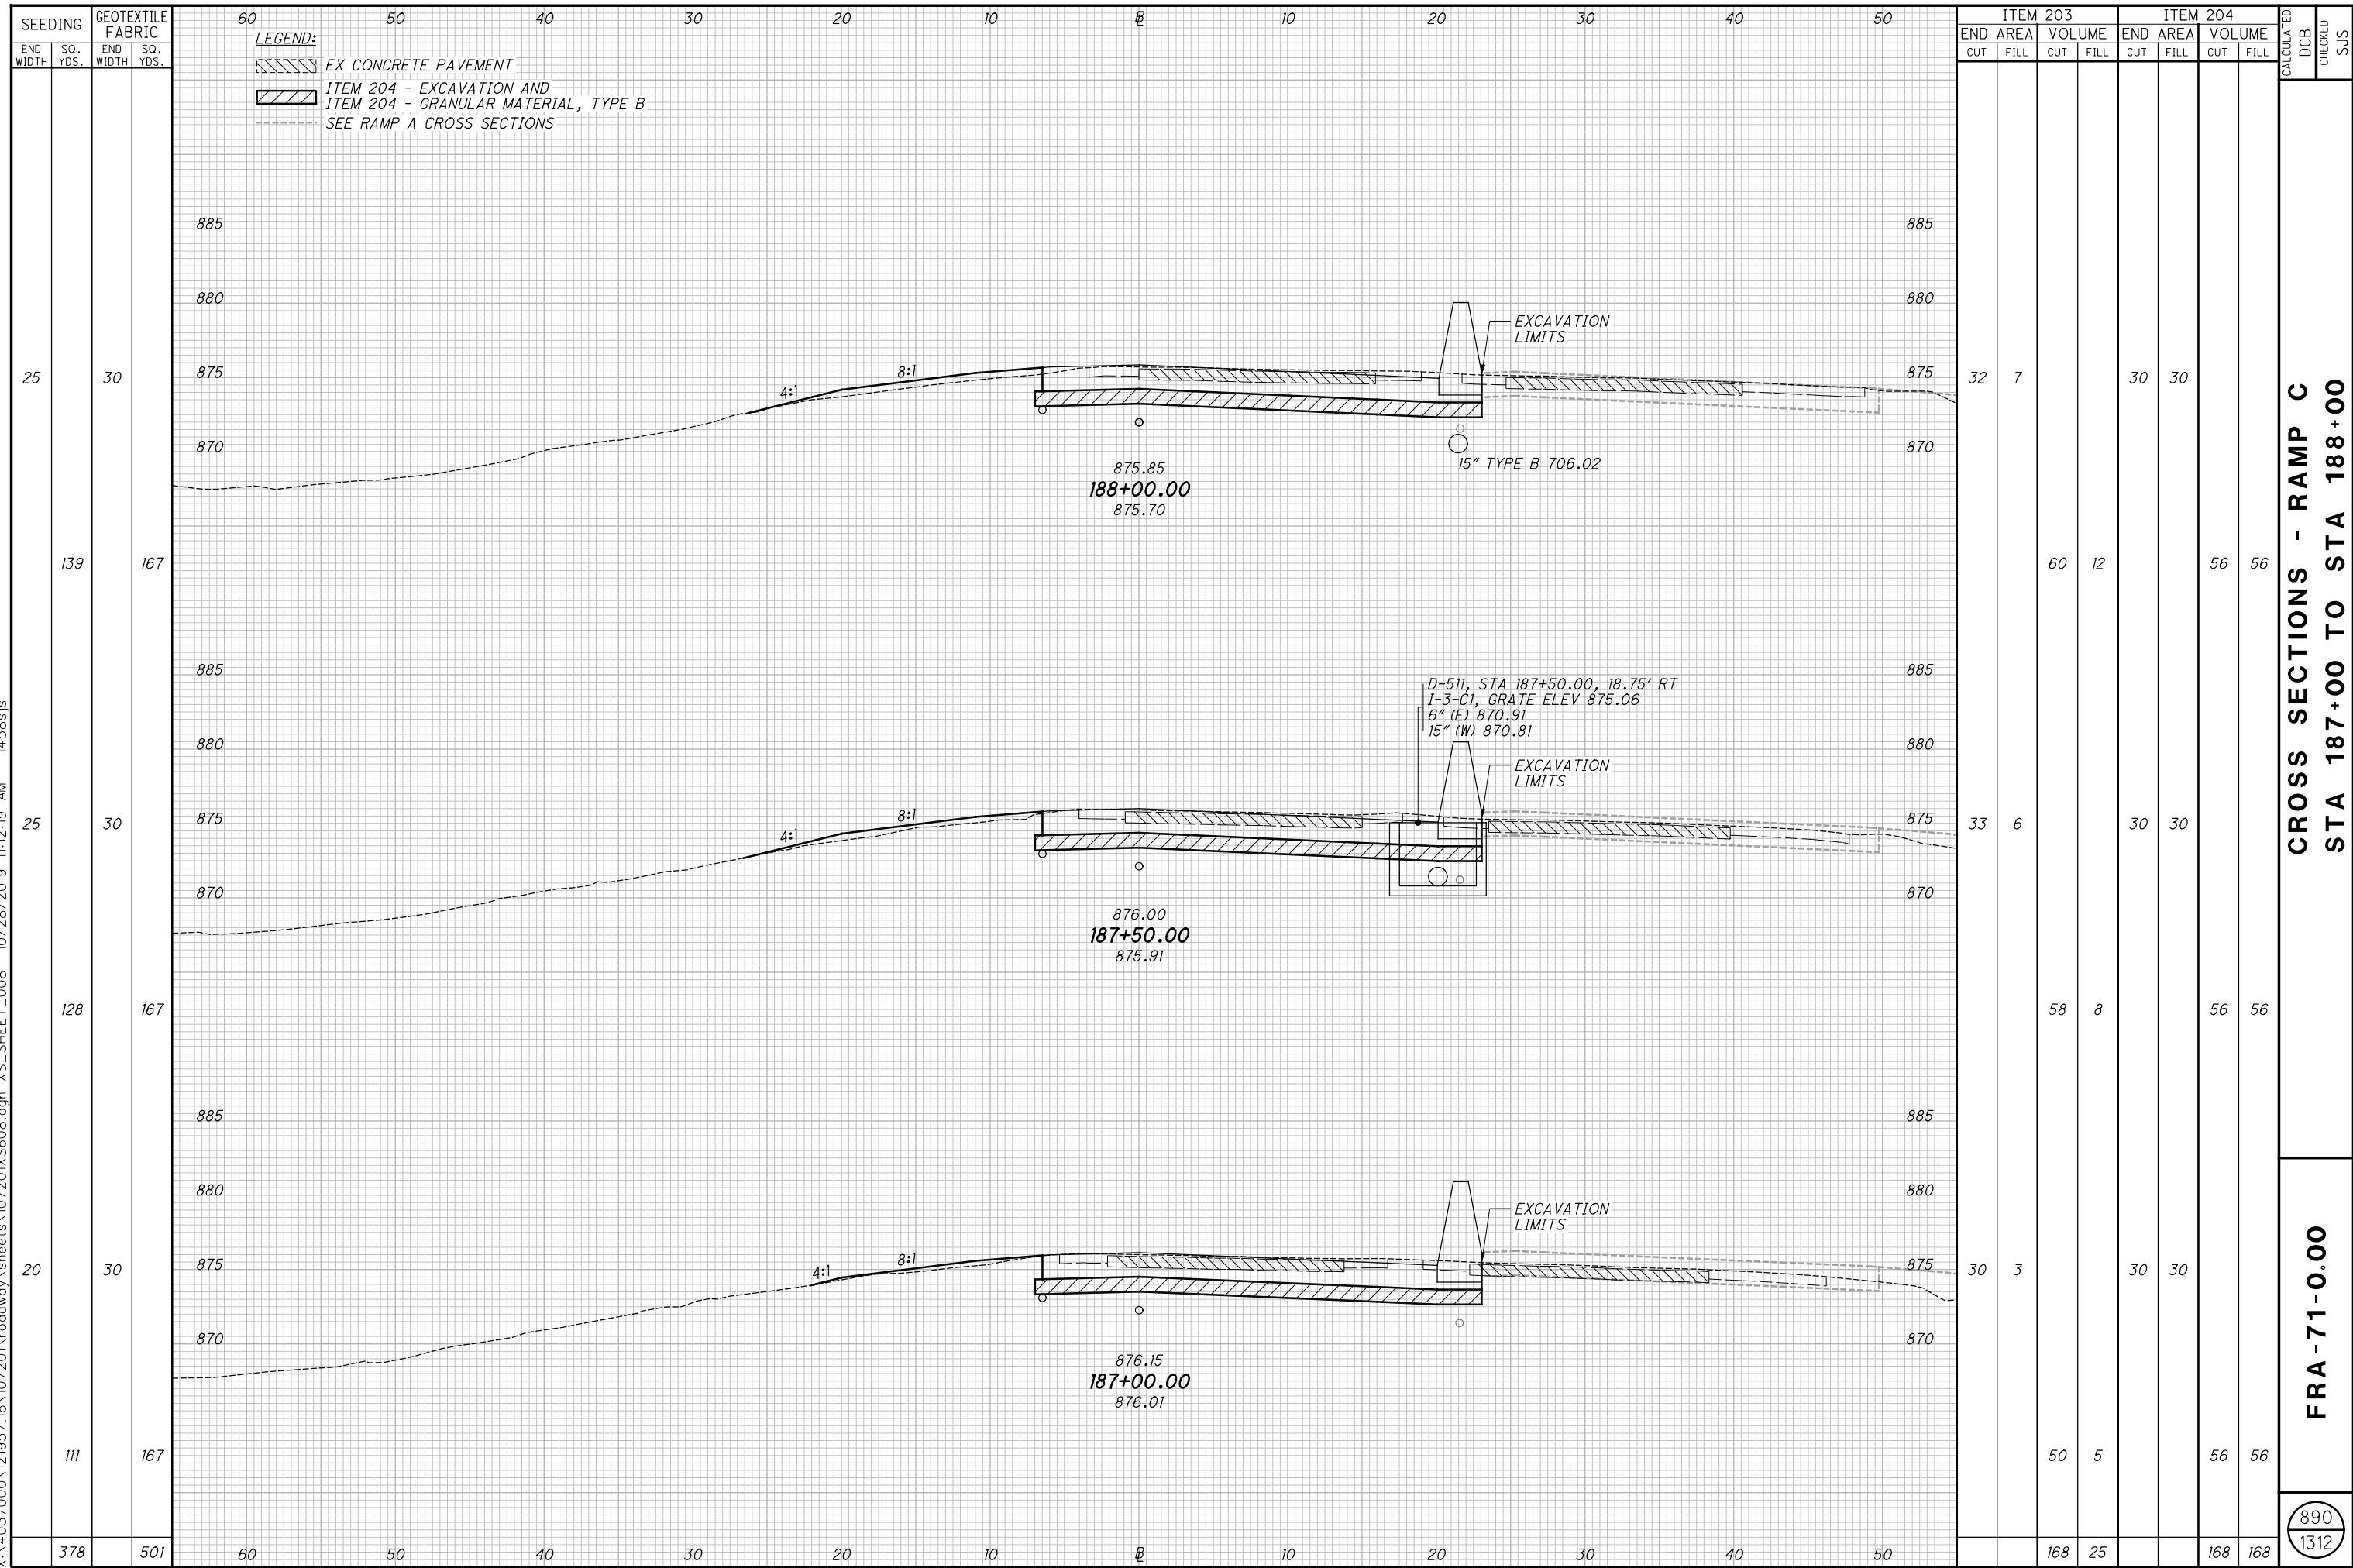 SEEDING
GEOTEXTILE
FABRIC
END
WIDTH
SQ.
YDS.
END
WIDTH
SQ.
YDS.
60 50 40 30 20 10 ℄ 10 20 30 40 50
ITEM 203
ITEM 204
END AREA VOLUME END AREA VOLUME
CUT FILL CUT FILL CUT FILL CUT FILL
CALCULATED
DCB
CHECKED
SJS
LEGEND:
EX CONCRETE PAVEMENT
ITEM 204 - EXCAVATION AND
ITEM 204 - GRANULAR MATERIAL, TYPE B
SEE RAMP A CROSS SECTIONS
885 885
880 880
EXCAVATION
LIMITS
25 30 875 4:1 8:1 875 32 7 30 30
870 870
15" TYPE B 706.02
875.85
188+00.00
875.70
139 167 60 12 56 56
885 885
D-511, STA 187+50.00, 18.75' RT
I-3-C1, GRATE ELEV 875.06
6" (E) 870.91
15" (W) 870.81
880 880
EXCAVATION
LIMITS
25 30 875 4:1 8:1 875 33 6 30 30
870 870
876.00
187+50.00
875.91
128 167 58 8 56 56
885 885
880 880
EXCAVATION
LIMITS
20 30 875 4:1 8:1 875 30 3 30 30
870 870
876.15
187+00.00
876.01
111 167 50 5 56 56
378 501 168 25 168 168
60 50 40 30 20 10 ℄ 10 20 30 40 50
CROSS SECTIONS - RAMP C
STA 187+00 TO STA 188+00
FRA-71-0.00
890
1312